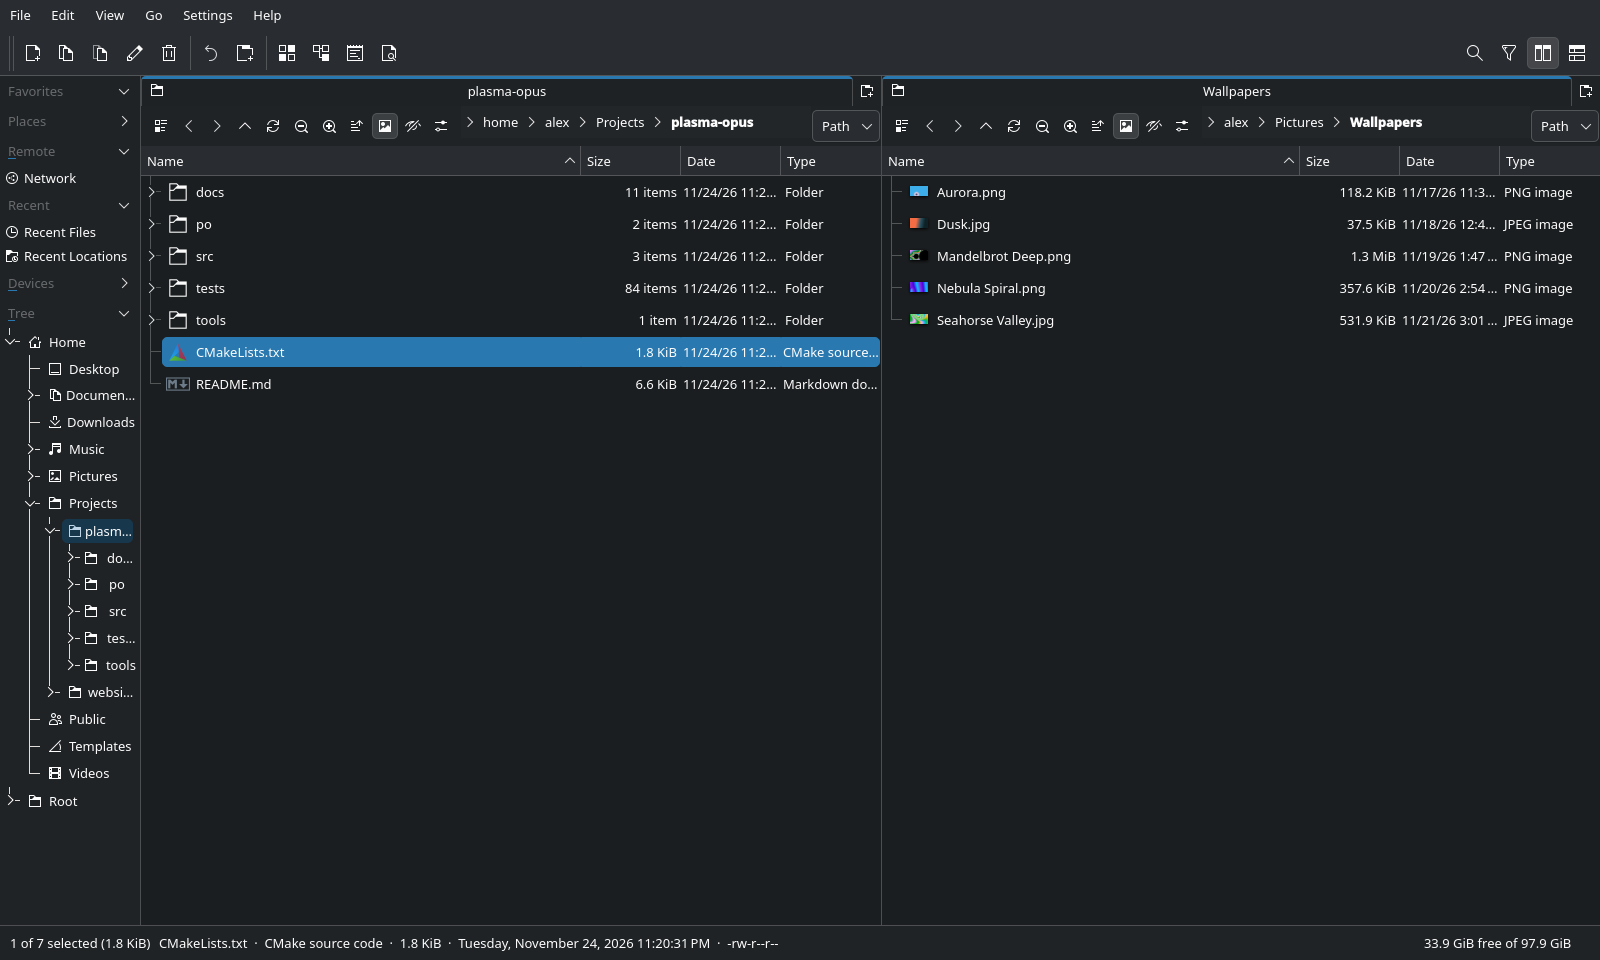 File Edit View Go Settings Help
plasma-opus
Wallpapers
home alex Projects plasma-opus Path
alex Pictures Wallpapers Path
Favorites
Places
Remote
Network
Recent
Recent Files
Recent Locations
Devices
Tree
Home
Desktop
Documen...
Downloads
Music
Pictures
Projects
plasm...
do...
po
src
tes...
tools
websi...
Public
Templates
Videos
Root
Name Size Date Type
docs 11 items 11/24/26 11:2... Folder
po 2 items 11/24/26 11:2... Folder
src 3 items 11/24/26 11:2... Folder
tests 84 items 11/24/26 11:2... Folder
tools 1 item 11/24/26 11:2... Folder
CMakeLists.txt 1.8 KiB 11/24/26 11:2... CMake source...
README.md 6.6 KiB 11/24/26 11:2... Markdown do...
Name Size Date Type
Aurora.png 118.2 KiB 11/17/26 11:3... PNG image
Dusk.jpg 37.5 KiB 11/18/26 12:4... JPEG image
Mandelbrot Deep.png 1.3 MiB 11/19/26 1:47 ... PNG image
Nebula Spiral.png 357.6 KiB 11/20/26 2:54 ... PNG image
Seahorse Valley.jpg 531.9 KiB 11/21/26 3:01 ... JPEG image
1 of 7 selected (1.8 KiB) CMakeLists.txt · CMake source code · 1.8 KiB · Tuesday, November 24, 2026 11:20:31 PM · -rw-r--r-- 33.9 GiB free of 97.9 GiB